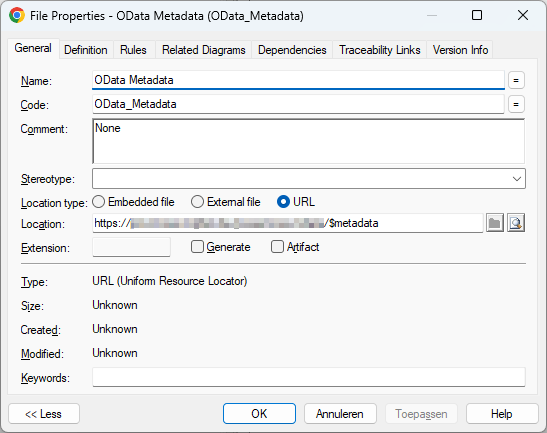 File Properties - OData Metadata (OData_Metadata)
General Definition Rules Related Diagrams Dependencies Traceability Links Version Info
Name: OData Metadata =
Code: OData_Metadata =
Comment: None
Stereotype:
Location type: Embedded file External file URL
Location: https:// /$metadata
Extension: Generate Artifact
Type: URL (Uniform Resource Locator)
Size: Unknown
Created: Unknown
Modified: Unknown
Keywords:
<< Less OK Annuleren Toepassen Help